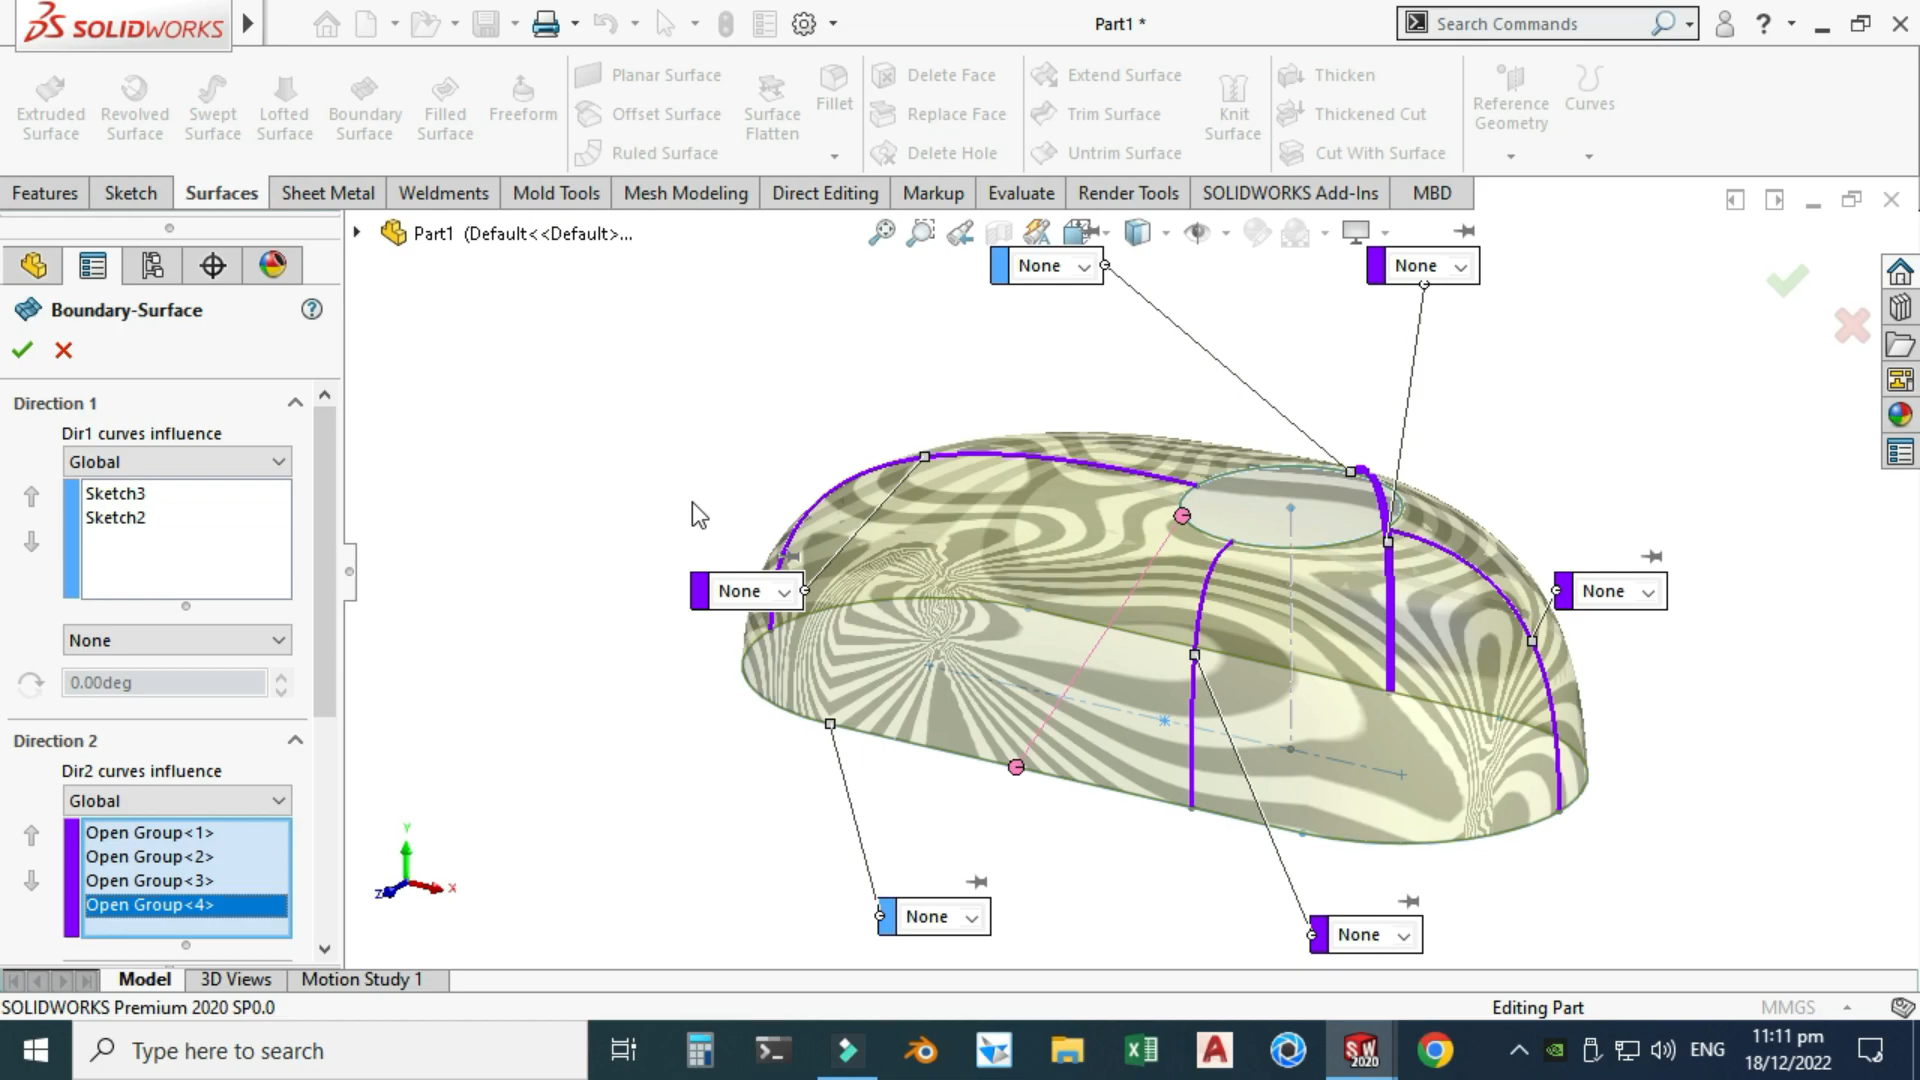 SOLIDWORKS
Part1 *
Search Commands
Extruded Surface
Revolved Surface
Swept Surface
Lofted Surface
Boundary Surface
Filled Surface
Freeform
Planar Surface
Offset Surface
Ruled Surface
Surface Flatten
Fillet
Delete Face
Replace Face
Delete Hole
Extend Surface
Trim Surface
Untrim Surface
Knit Surface
Thicken
Thickened Cut
Cut With Surface
Reference Geometry
Curves
Features
Sketch
Surfaces
Sheet Metal
Weldments
Mold Tools
Mesh Modeling
Direct Editing
Markup
Evaluate
Render Tools
SOLIDWORKS Add-Ins
MBD
Part1 (Default<<Default>...
None
None
Boundary-Surface
Direction 1
Dir1 curves influence
Global
Sketch3
Sketch2
None
None
None
0.00deg
Direction 2
Dir2 curves influence
Global
Open Group<1>
Open Group<2>
Open Group<3>
Open Group<4>
Y
Z
X
None
None
Model
3D Views
Motion Study 1
SOLIDWORKS Premium 2020 SP0.0
Editing Part
MMGS
Type here to search
SW
2020
ENG
11:11 pm
18/12/2022